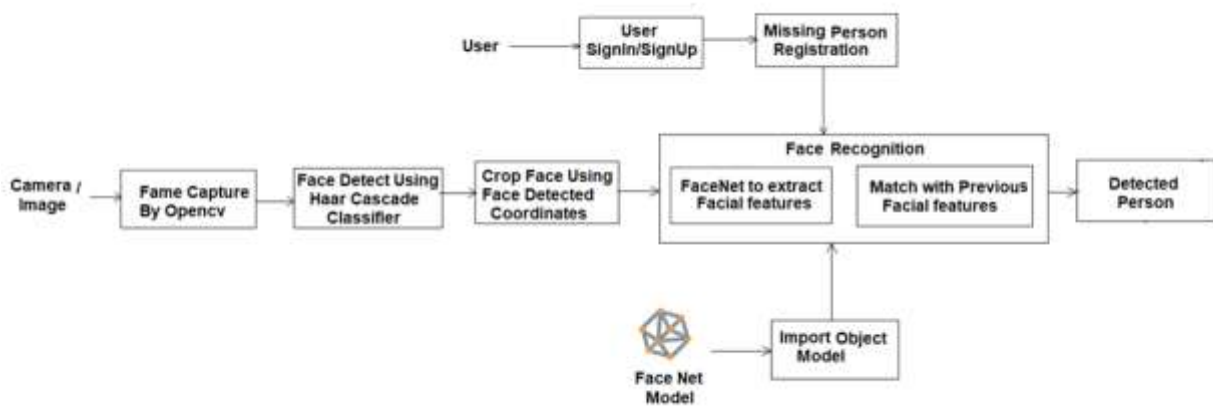 User
User
SignIn/SignUp
Missing Person
Registration
Camera /
Image
Fame Capture
By Opencv
Face Detect Using
Haar Cascade
Classifier
Crop Face Using
Face Detected
Coordinates
Face Recognition
FaceNet to extract
Facial features
Match with Previous
Facial features
Detected
Person
Face Net
Model
Import Object
Model